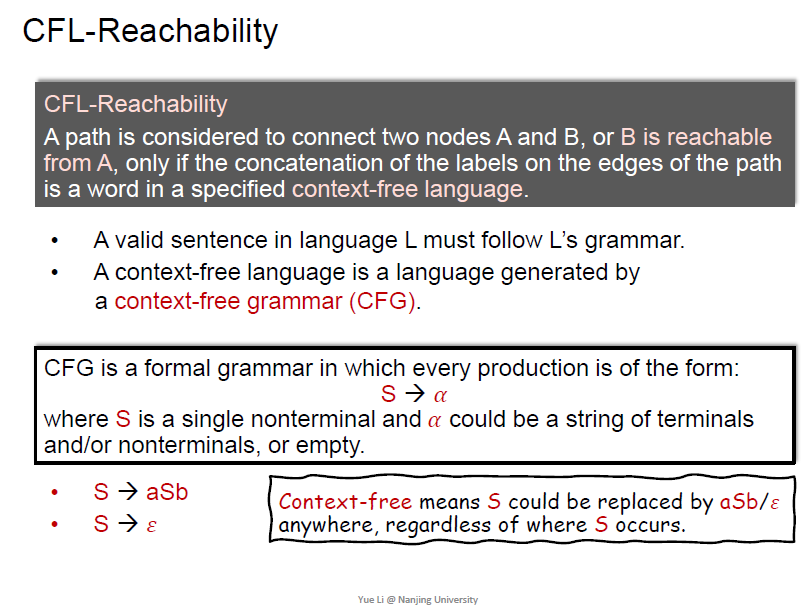 CFL-Reachability
CFL-Reachability
A path is considered to connect two nodes A and B, or B is reachable
from A, only if the concatenation of the labels on the edges of the path
is a word in a specified context-free language.
• A valid sentence in language L must follow L's grammar.
• A context-free language is a language generated by
a context-free grammar (CFG).
CFG is a formal grammar in which every production is of the form:
S → α
where S is a single nonterminal and α could be a string of terminals
and/or nonterminals, or empty.
• S → aSb
• S → ε
Context-free means S could be replaced by aSb/ε
anywhere, regardless of where S occurs.
Yue Li @ Nanjing University